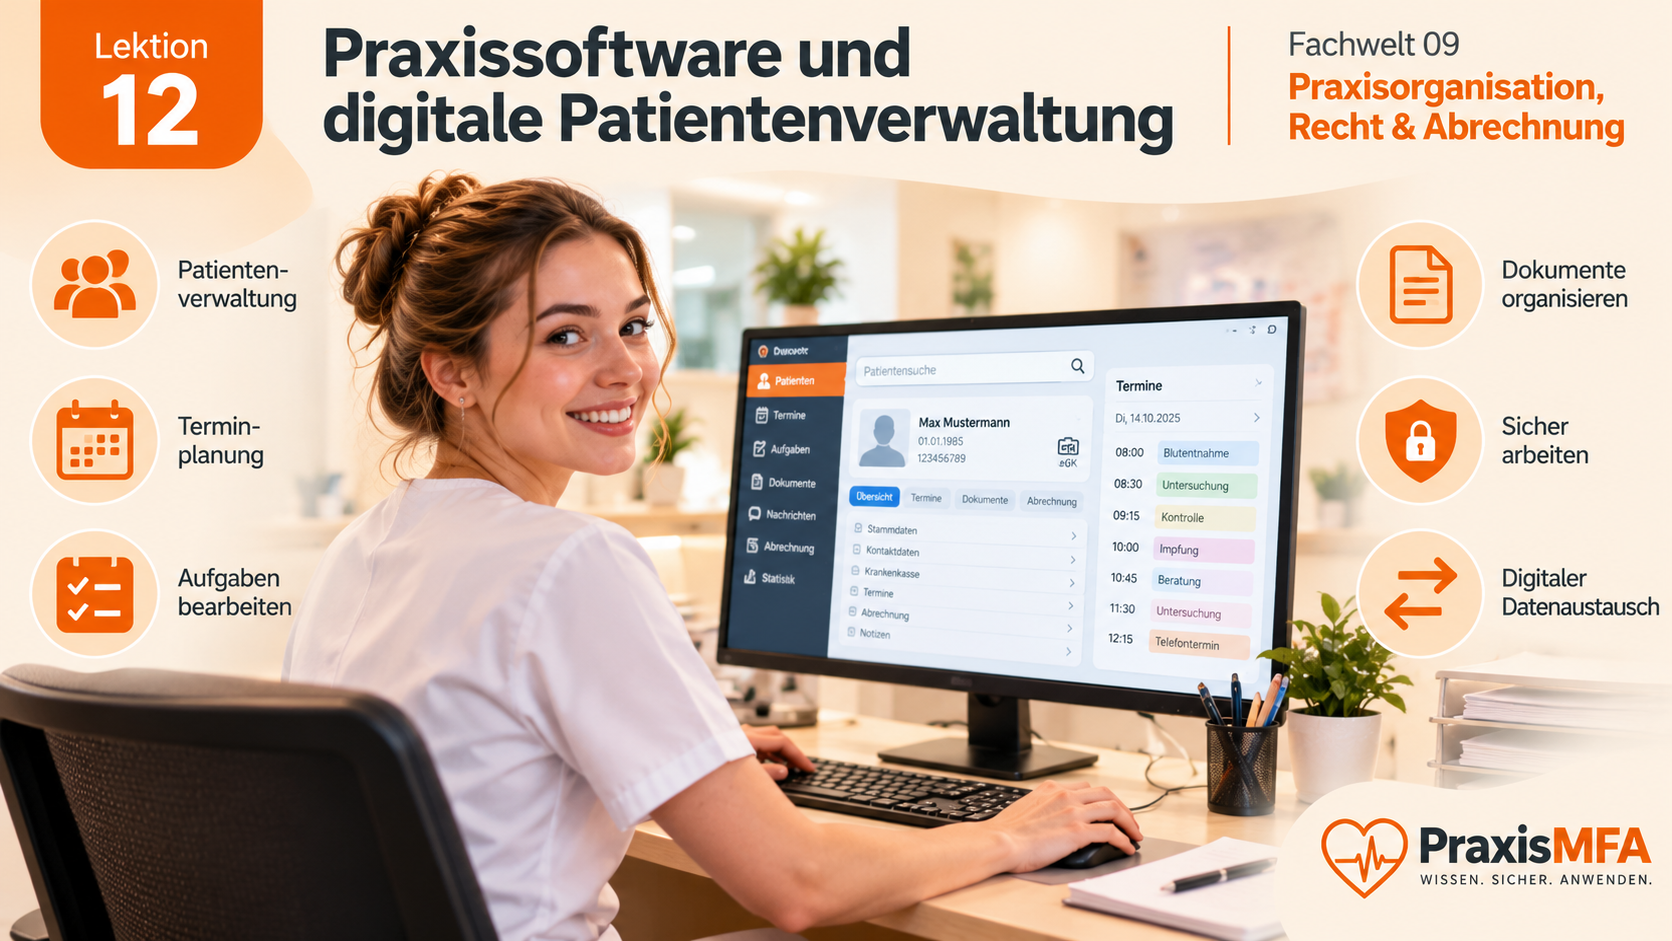 Lektion
12
Praxissoftware und
digitale Patientenverwaltung
Fachwelt 09
Praxisorganisation,
Recht & Abrechnung
Patienten-
verwaltung
Termin-
planung
Aufgaben
bearbeiten
Dokumente
organisieren
Sicher
arbeiten
Digitaler
Datenaustausch
Patienten
Termine
Aufgaben
Dokumente
Nachrichten
Abrechnung
Statistik
Patientensuche
Max Mustermann
01.01.1985
123456789
eGK
Übersicht
Termine
Dokumente
Abrechnung
Stammdaten
Kontaktdaten
Krankenkasse
Termine
Abrechnung
Notizen
Termine
Di, 14.10.2025
08:00 Blutentnahme
08:30 Untersuchung
09:15 Kontrolle
10:00 Impfung
10:45 Beratung
11:30 Untersuchung
12:15 Telefontermin
PraxisMFA
WISSEN. SICHER. ANWENDEN.